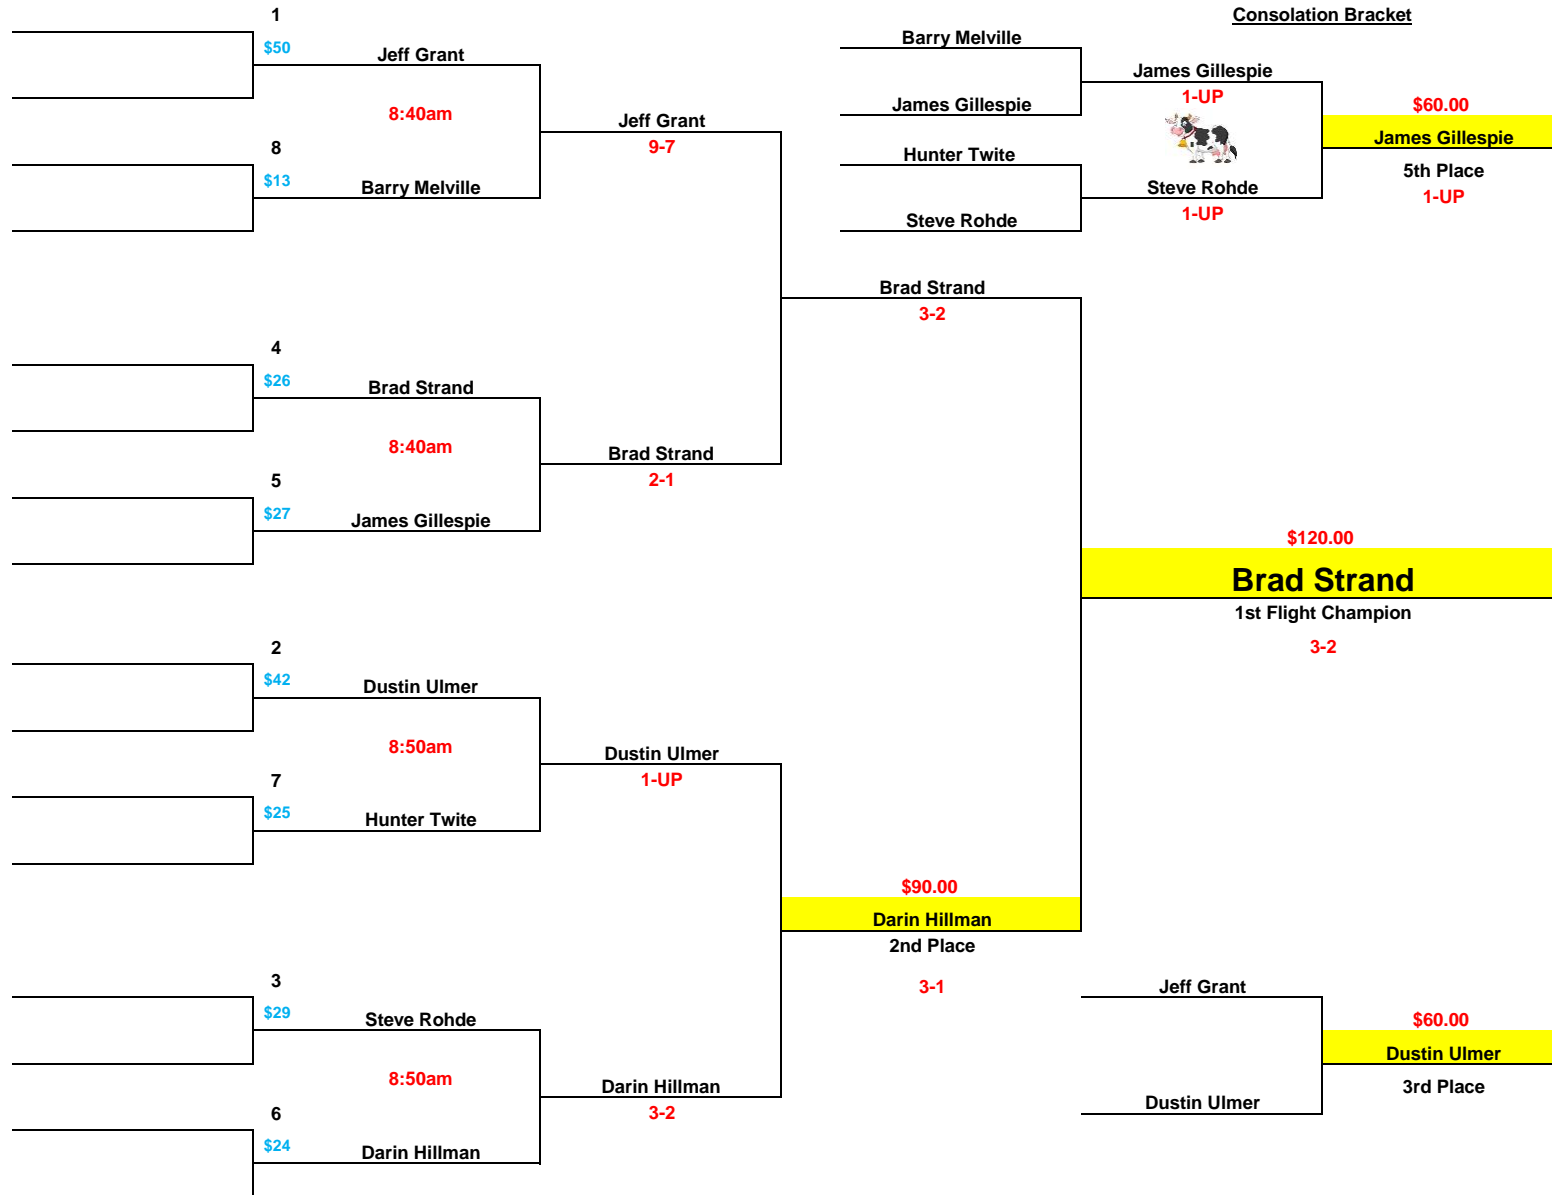 1
Consolation Bracket
$50
Jeff Grant
Barry Melville
James Gillespie
1-UP
8:40am
James Gillespie
$60.00
Jeff Grant
9-7
James Gillespie
8
Hunter Twite
5th Place
$13
Barry Melville
Steve Rohde
1-UP
1-UP
Steve Rohde
Brad Strand
3-2
4
$26
Brad Strand
8:40am
Brad Strand
2-1
5
$27
James Gillespie
$120.00
Brad Strand
1st Flight Champion
3-2
2
$42
Dustin Ulmer
8:50am
Dustin Ulmer
1-UP
7
$25
Hunter Twite
$90.00
Darin Hillman
2nd Place
3-1
3
Jeff Grant
$29
Steve Rohde
$60.00
Dustin Ulmer
8:50am
Darin Hillman
3rd Place
3-2
Dustin Ulmer
6
$24
Darin Hillman